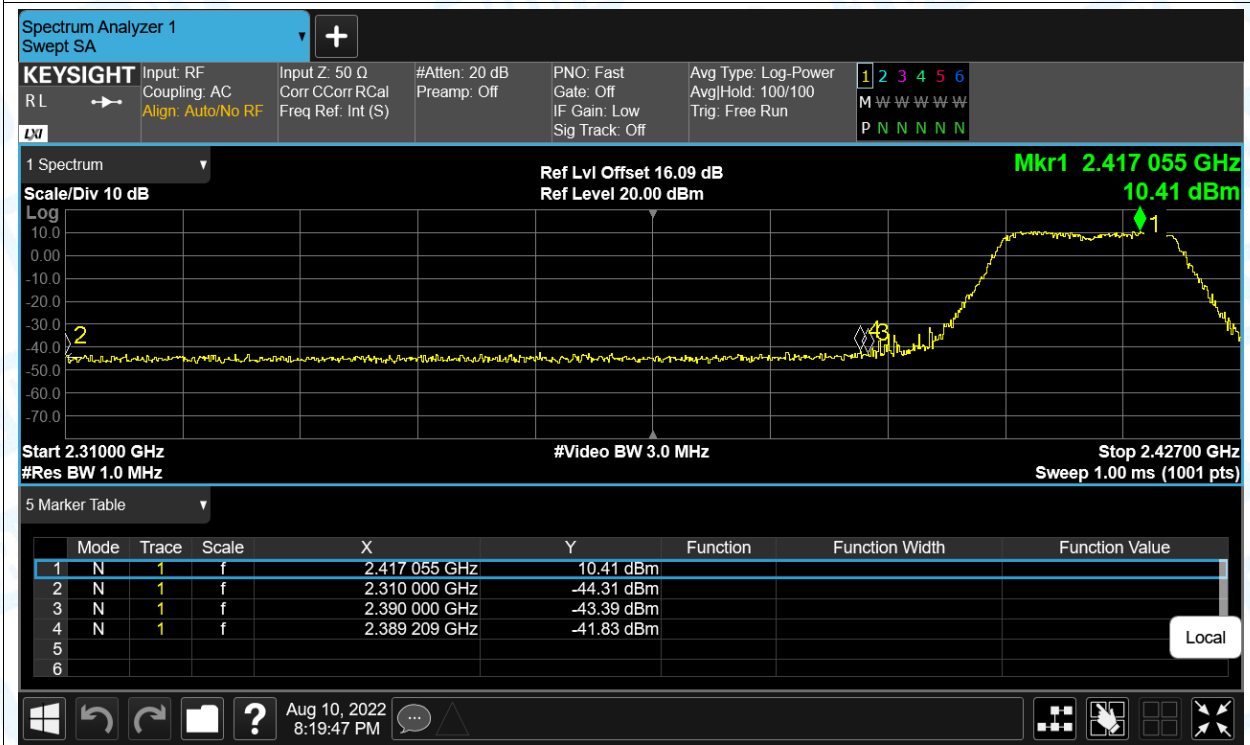 Spectrum Analyzer 1
Swept SA
KEYSIGHT
R L
LXI
Input: RF
Coupling: AC
Align: Auto/No RF
Input Z: 50 Ω
Corr CCorr RCal
Freq Ref: Int (S)
#Atten: 20 dB
Preamp: Off
PNO: Fast
Gate: Off
IF Gain: Low
Sig Track: Off
Avg Type: Log-Power
Avg|Hold: 100/100
Trig: Free Run
1 2 3 4 5 6
M W W W W W
P N N N N N
1 Spectrum
Scale/Div 10 dB
Ref Lvl Offset 16.09 dB
Ref Level 20.00 dBm
Mkr1 2.417 055 GHz
10.41 dBm
Log
10.0
0.00
-10.0
-20.0
-30.0
-40.0
-50.0
-60.0
-70.0
1
2
4 3
Start 2.31000 GHz
#Video BW 3.0 MHz
Stop 2.42700 GHz
#Res BW 1.0 MHz
Sweep 1.00 ms (1001 pts)
5 Marker Table
Mode Trace Scale X Y Function Function Width Function Value
1 N 1 f 2.417 055 GHz 10.41 dBm
2 N 1 f 2.310 000 GHz -44.31 dBm
3 N 1 f 2.390 000 GHz -43.39 dBm
4 N 1 f 2.389 209 GHz -41.83 dBm
5
6
Local
?
Aug 10, 2022
8:19:47 PM